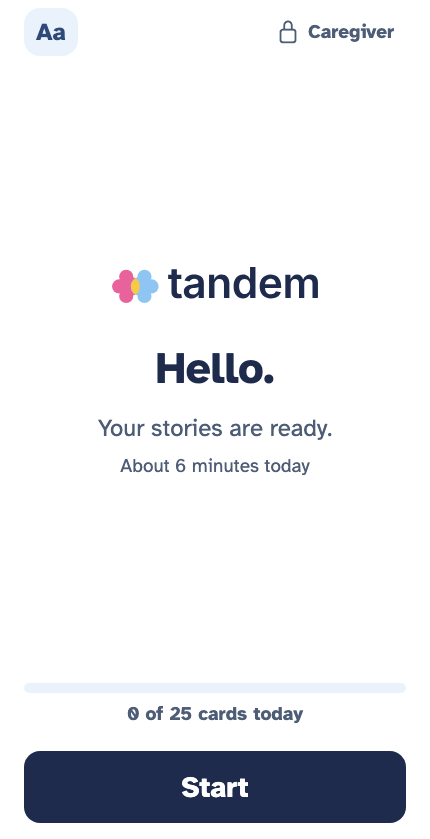 Aa
Caregiver
tandem
Hello.
Your stories are ready.
About 6 minutes today
0 of 25 cards today
Start